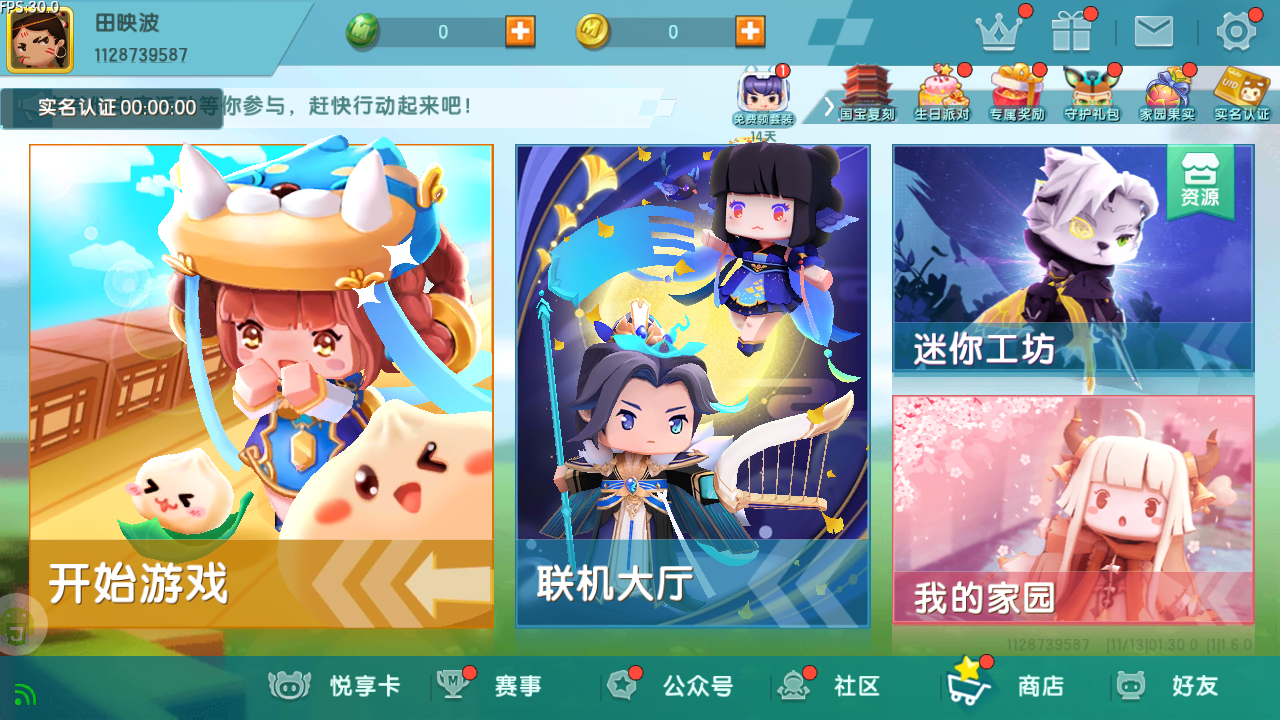 FPS:30.0
田映波
1128739587
0
0
实名认证 00:00:00
等你参与，赶快行动起来吧！
1
免费领套装
14天
国宝复刻
生日派对
专属奖励
守护礼包
家园果实
实名认证
资源
迷你工坊
开始游戏
联机大厅
我的家园
1128739587 [11/13|01:30 0 [1]1.6.0
悦享卡
赛事
公众号
社区
商店
好友